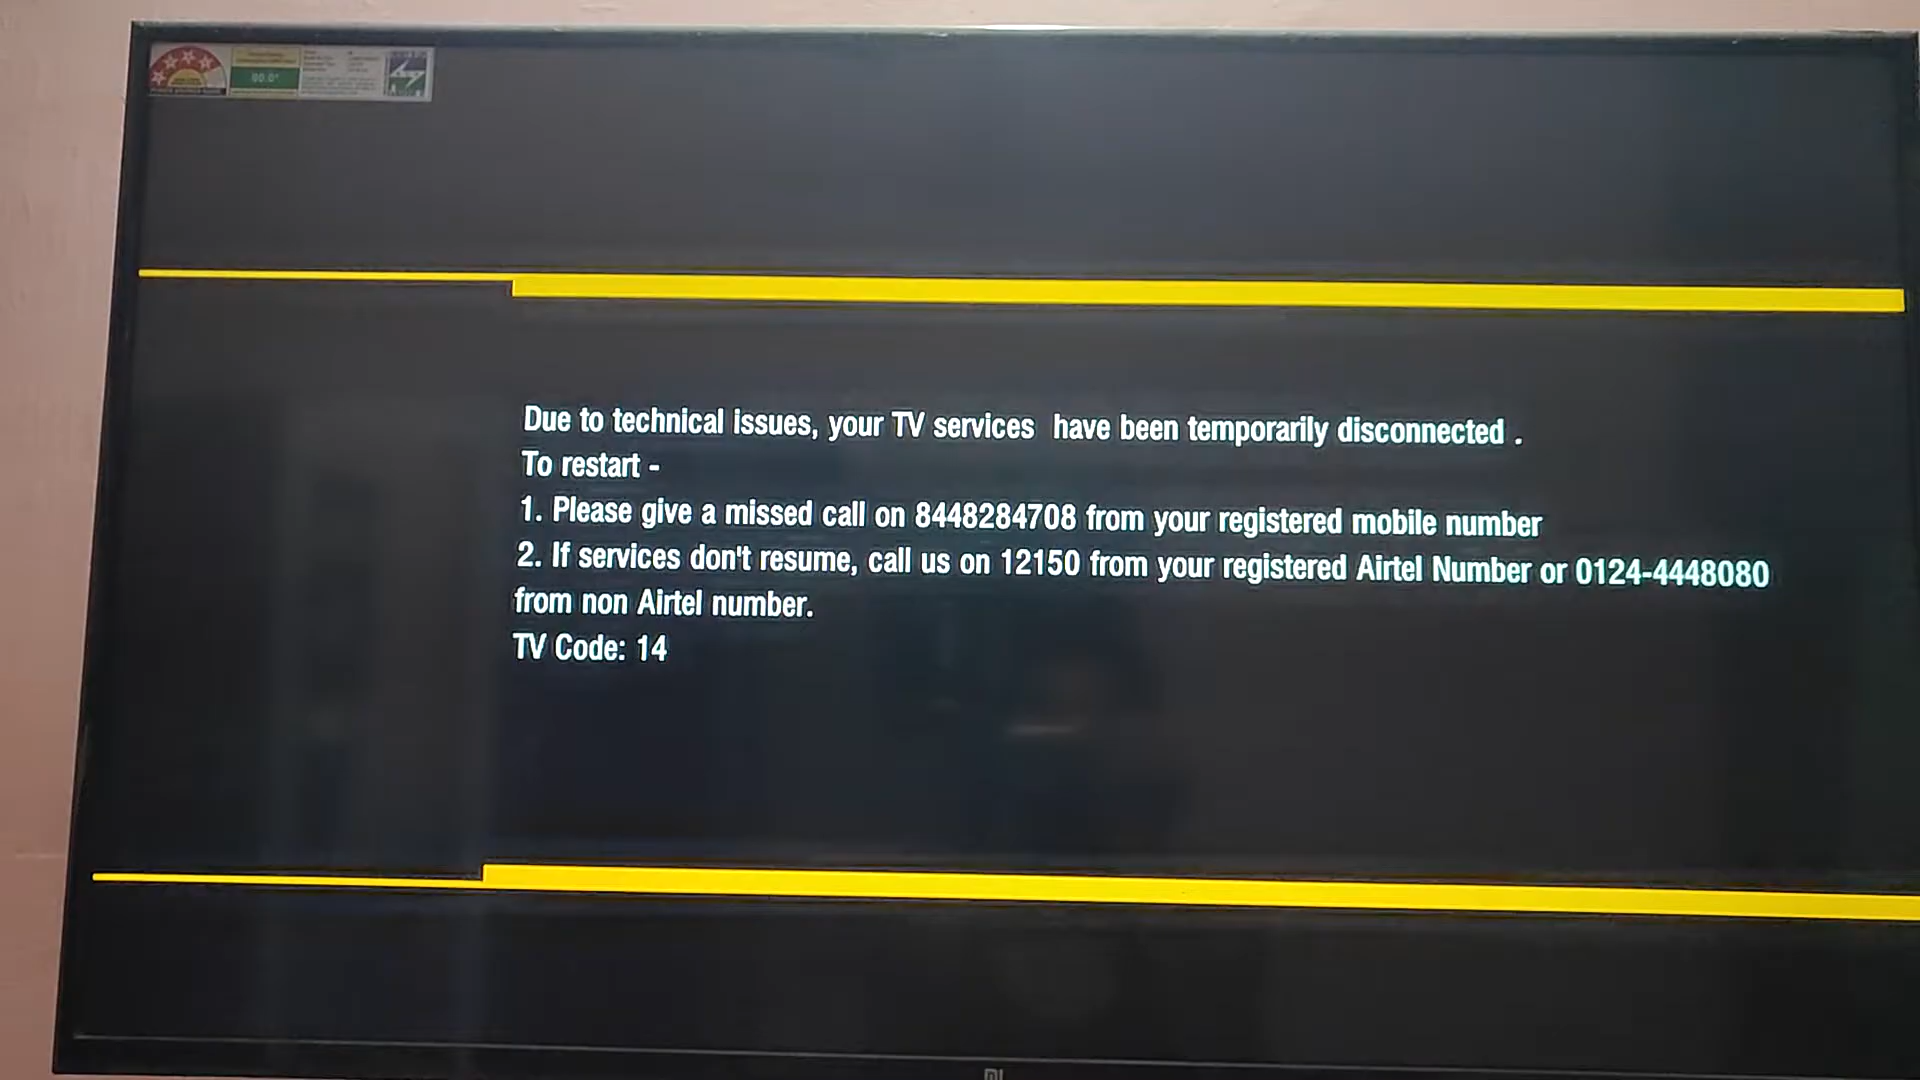 Due to technical issues, your TV services have been temporarily disconnected .
To restart -
1. Please give a missed call on 8448284708 from your registered mobile number
2. If services don't resume, call us on 12150 from your registered Airtel Number or 0124-4448080
from non Airtel number.
TV Code: 14